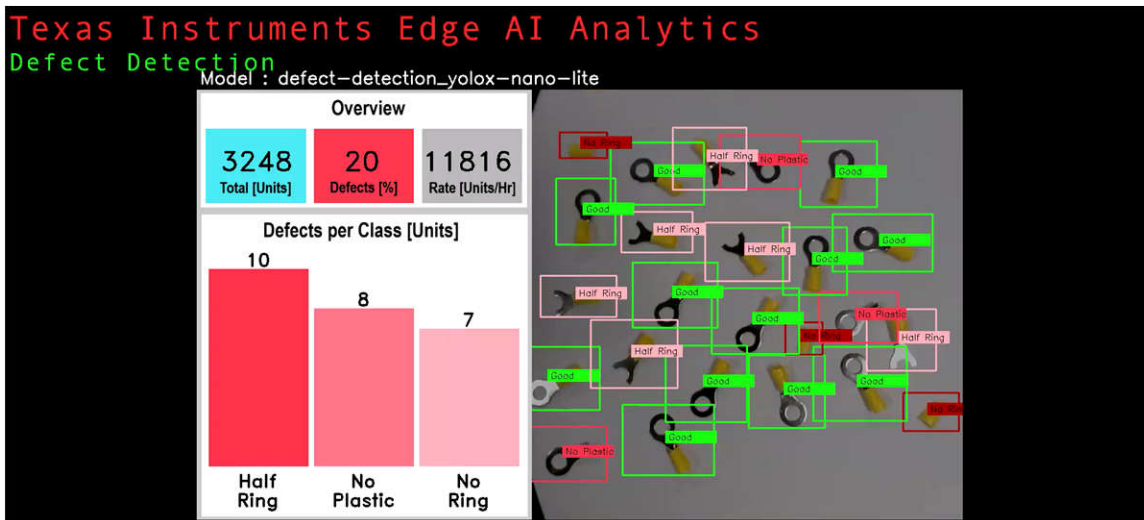 Texas Instruments Edge AI Analytics
Defect Detection
Model : defect-detection_yolox-nano-lite
Overview
3248
Total [Units]
20
Defects [%]
11816
Rate [Units/Hr]
Defects per Class [Units]
10
8
7
Half
Ring
No
Plastic
No
Ring
No Ring
Half Ring
No Plastic
Good
Good
Good
Half Ring
Half Ring
Good
Good
Half Ring
Good
Good
No Plastic
No Ring
Half Ring
Half Ring
Good
Good
Good
Good
No Ring
Good
No Plastic